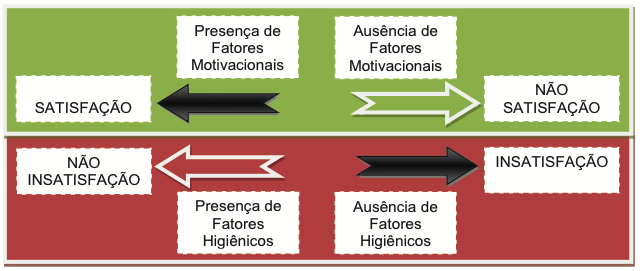 Presença de
Fatores
Motivacionais
Ausência de
Fatores
Motivacionais
SATISFAÇÃO
NÃO
SATISFAÇÃO
NÃO
INSATISFAÇÃO
INSATISFAÇÃO
Presença de
Fatores
Higiênicos
Ausência de
Fatores
Higiênicos